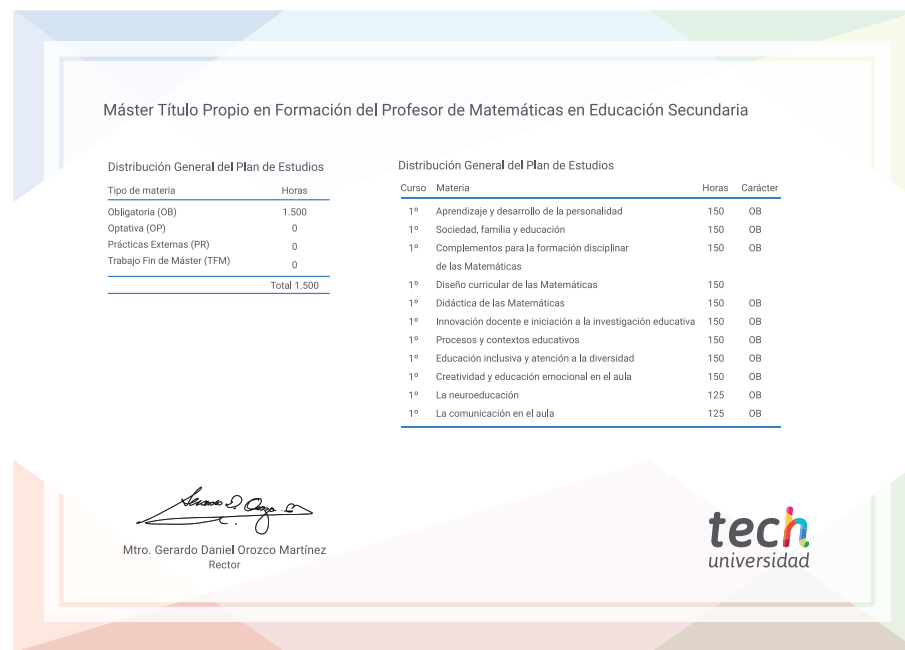 Máster Título Propio en Formación del Profesor de Matemáticas en Educación Secundaria
Distribución General del Plan de Estudios
Tipo de materia Horas
Obligatoria (OB) 1.500
Optativa (OP) 0
Prácticas Externas (PR) 0
Trabajo Fin de Máster (TFM) 0
Total 1.500
Distribución General del Plan de Estudios
Curso Materia Horas Carácter
1º Aprendizaje y desarrollo de la personalidad 150 OB
1º Sociedad, familia y educación 150 OB
1º Complementos para la formación disciplinar 150 OB
de las Matemáticas
1º Diseño curricular de las Matemáticas 150
1º Didáctica de las Matemáticas 150 OB
1º Innovación docente e iniciación a la investigación educativa 150 OB
1º Procesos y contextos educativos 150 OB
1º Educación inclusiva y atención a la diversidad 150 OB
1º Creatividad y educación emocional en el aula 150 OB
1º La neuroeducación 125 OB
1º La comunicación en el aula 125 OB
Mtro. Gerardo Daniel Orozco Martínez
Rector
tech
universidad